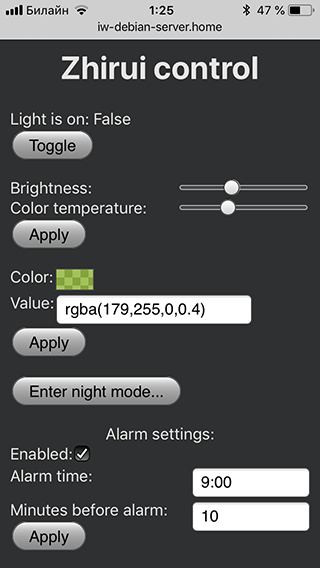 Билайн 1:25 47 %
iw-debian-server.home
Zhirui control
Light is on: False
Toggle
Brightness:
Color temperature:
Apply
Color:
Value: rgba(179,255,0,0.4)
Apply
Enter night mode...
Alarm settings:
Enabled:
Alarm time: 9:00
Minutes before alarm: 10
Apply